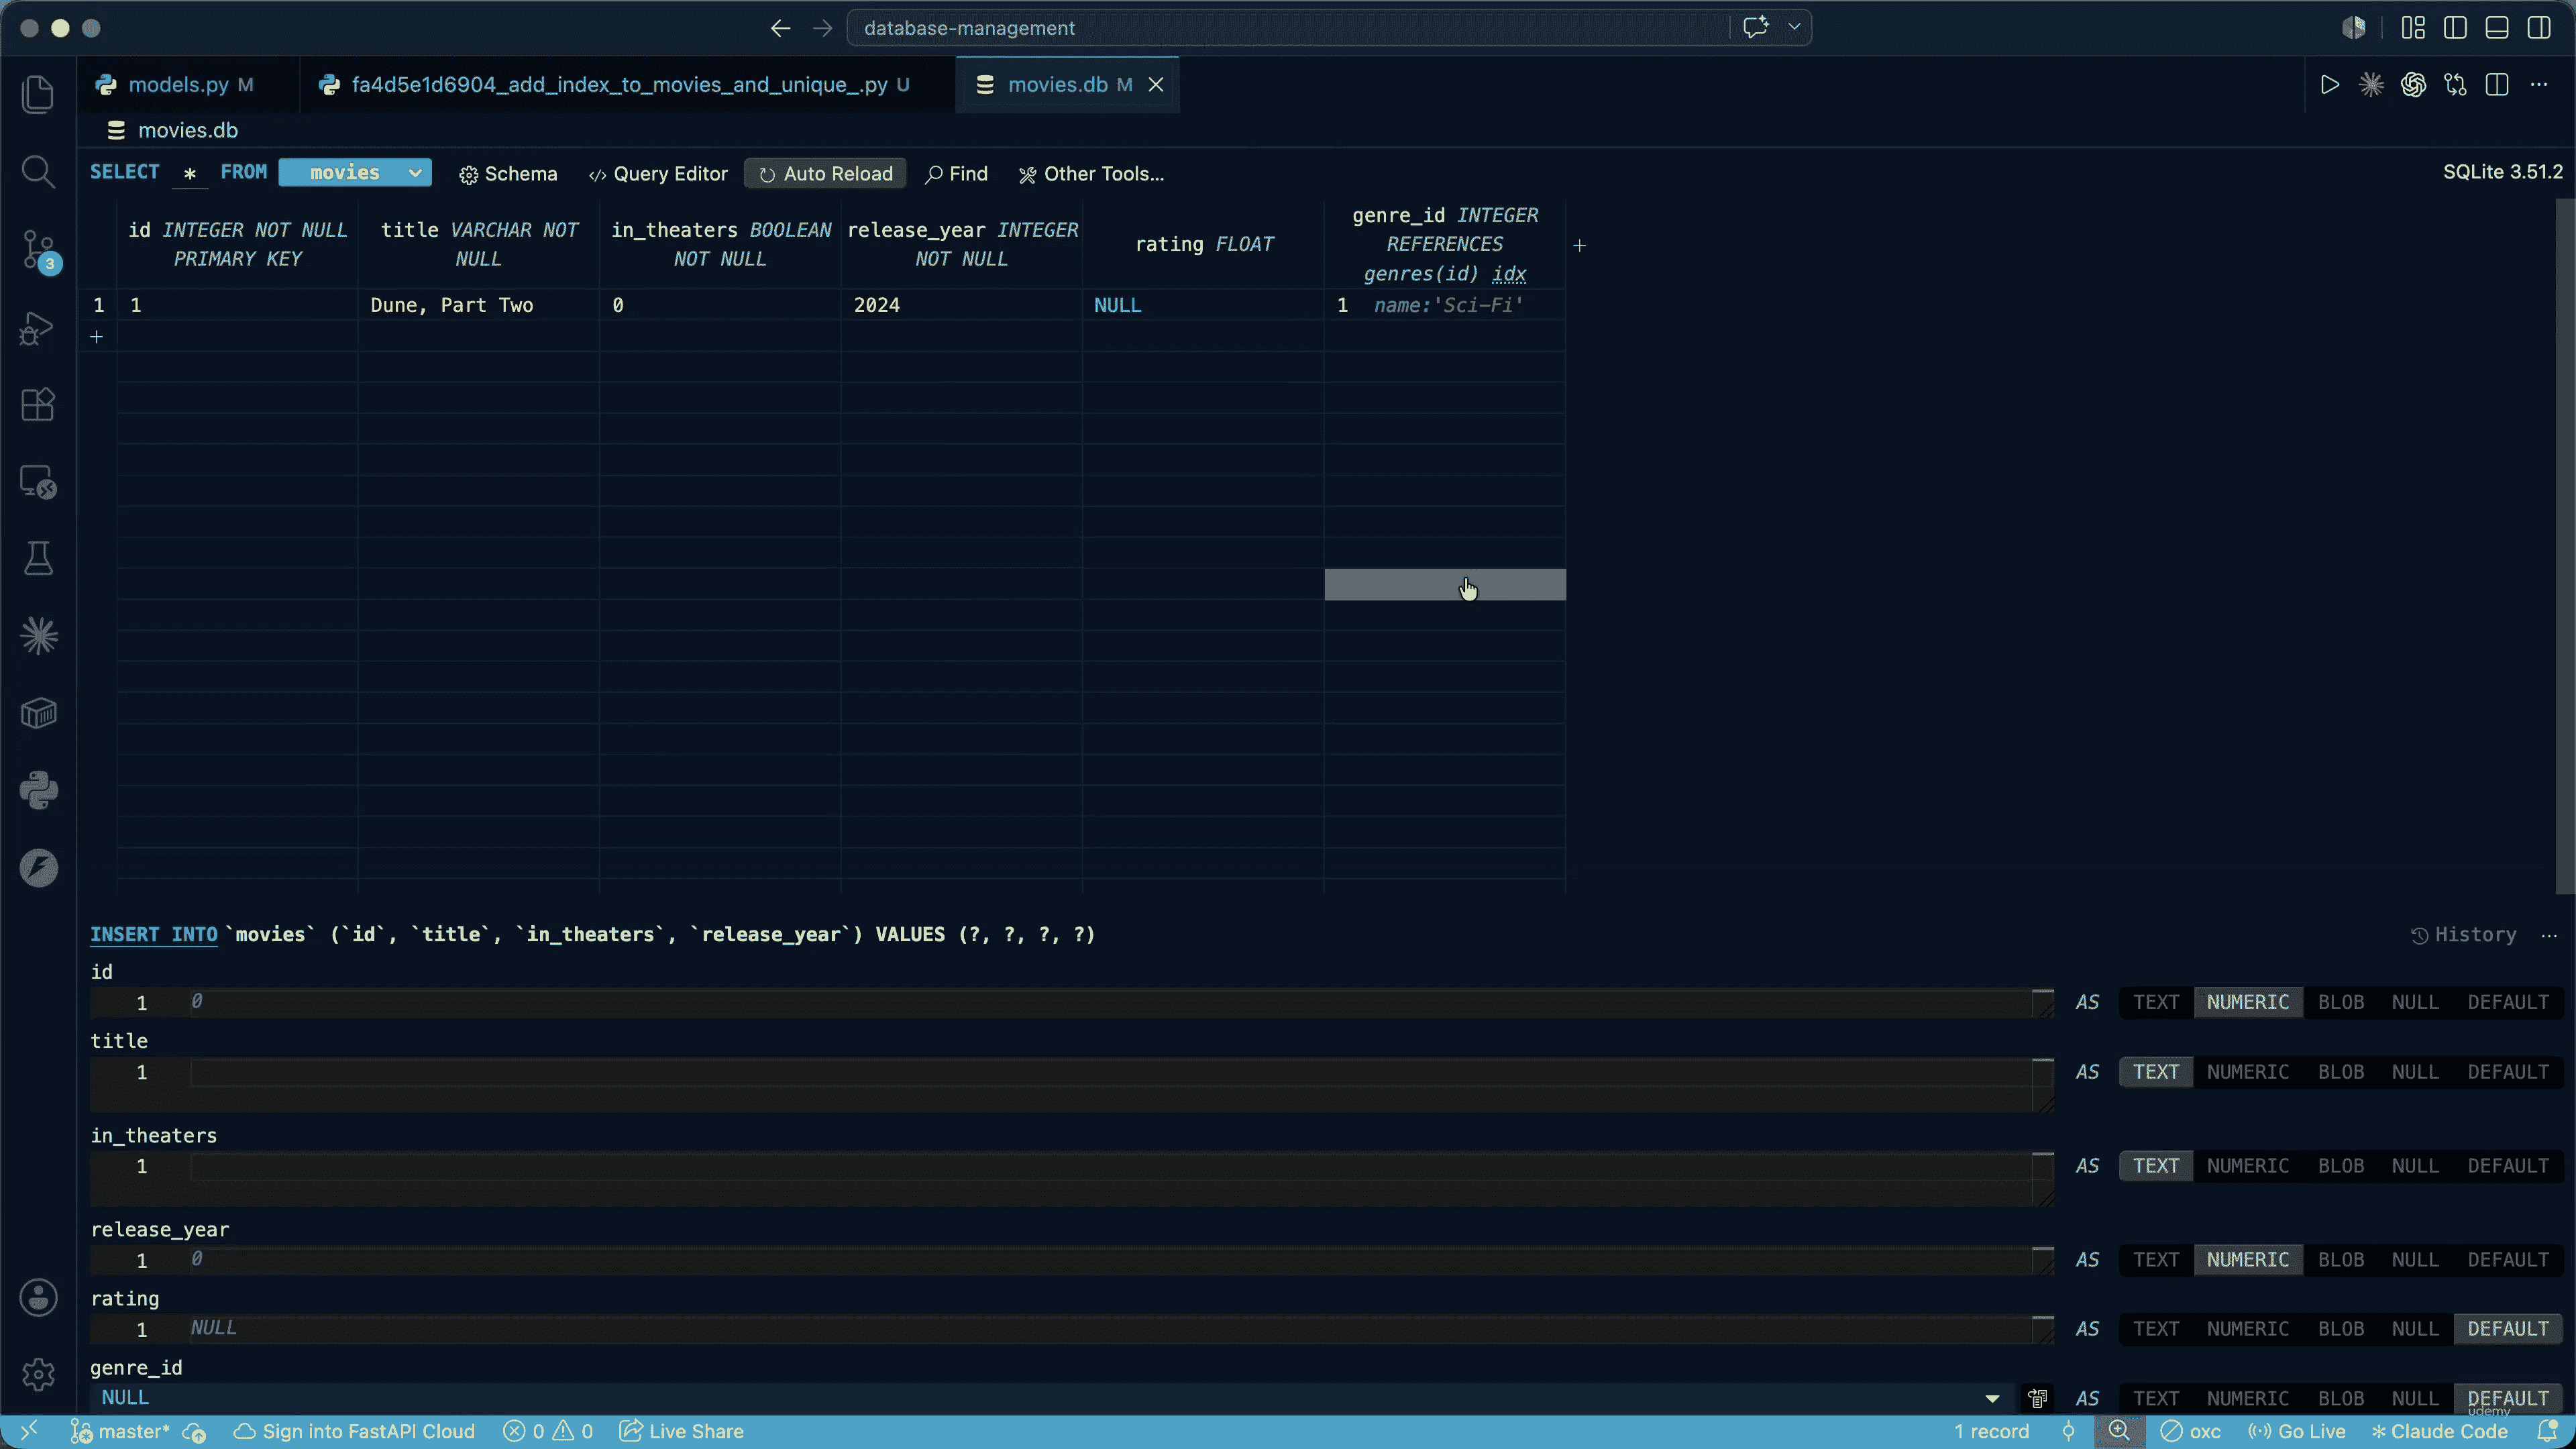 database-management
models.py M
fa4d5e1d6904_add_index_to_movies_and_unique_.py U
movies.db M
movies.db
SELECT * FROM movies Schema Query Editor Auto Reload Find Other Tools... SQLite 3.51.2
id INTEGER NOT NULL PRIMARY KEY
title VARCHAR NOT NULL
in_theaters BOOLEAN NOT NULL
release_year INTEGER NOT NULL
rating FLOAT
genre_id INTEGER REFERENCES genres(id) idx
+
1 1 Dune, Part Two 0 2024 NULL 1 name:'Sci-Fi'
+
INSERT INTO `movies` (`id`, `title`, `in_theaters`, `release_year`) VALUES (?, ?, ?, ?) History ...
id
1 0 AS TEXT NUMERIC BLOB NULL DEFAULT
title
1 AS TEXT NUMERIC BLOB NULL DEFAULT
in_theaters
1 AS TEXT NUMERIC BLOB NULL DEFAULT
release_year
1 0 AS TEXT NUMERIC BLOB NULL DEFAULT
rating
1 NULL AS TEXT NUMERIC BLOB NULL DEFAULT
genre_id
NULL AS TEXT NUMERIC BLOB NULL DEFAULT
udemy
master* Sign into FastAPI Cloud 0 0 Live Share 1 record oxc Go Live Claude Code
3